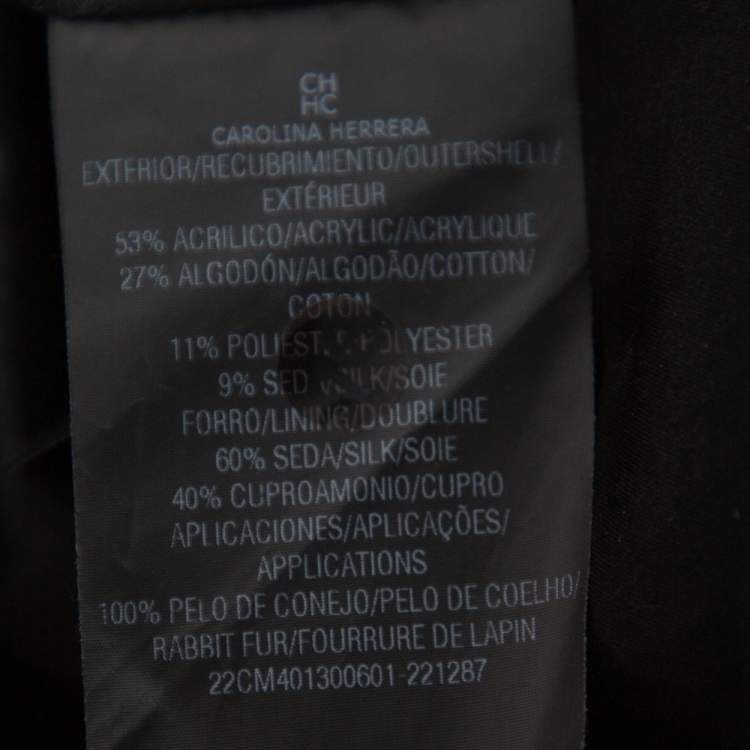 CH
HC
CAROLINA HERRERA
EXTERIOR/RECUBRIMIENTO/OUTERSHELL/
EXTÉRIEUR
53% ACRILICO/ACRYLIC/ACRYLIQUE
27% ALGODÓN/ALGODÃO/COTTON/
COTON
11% POLYESTER
9% SILK/SOIE
FORRO/LINING/DOUBLURE
60% SEDA/SILK/SOIE
40% CUPROAMONIO/CUPRO
APLICACIONES/APLICAÇÕES/
APPLICATIONS
100% PELO DE CONEJO/PELO DE COELHO/
RABBIT FUR/FOURRURE DE LAPIN
22CM401300601-221287